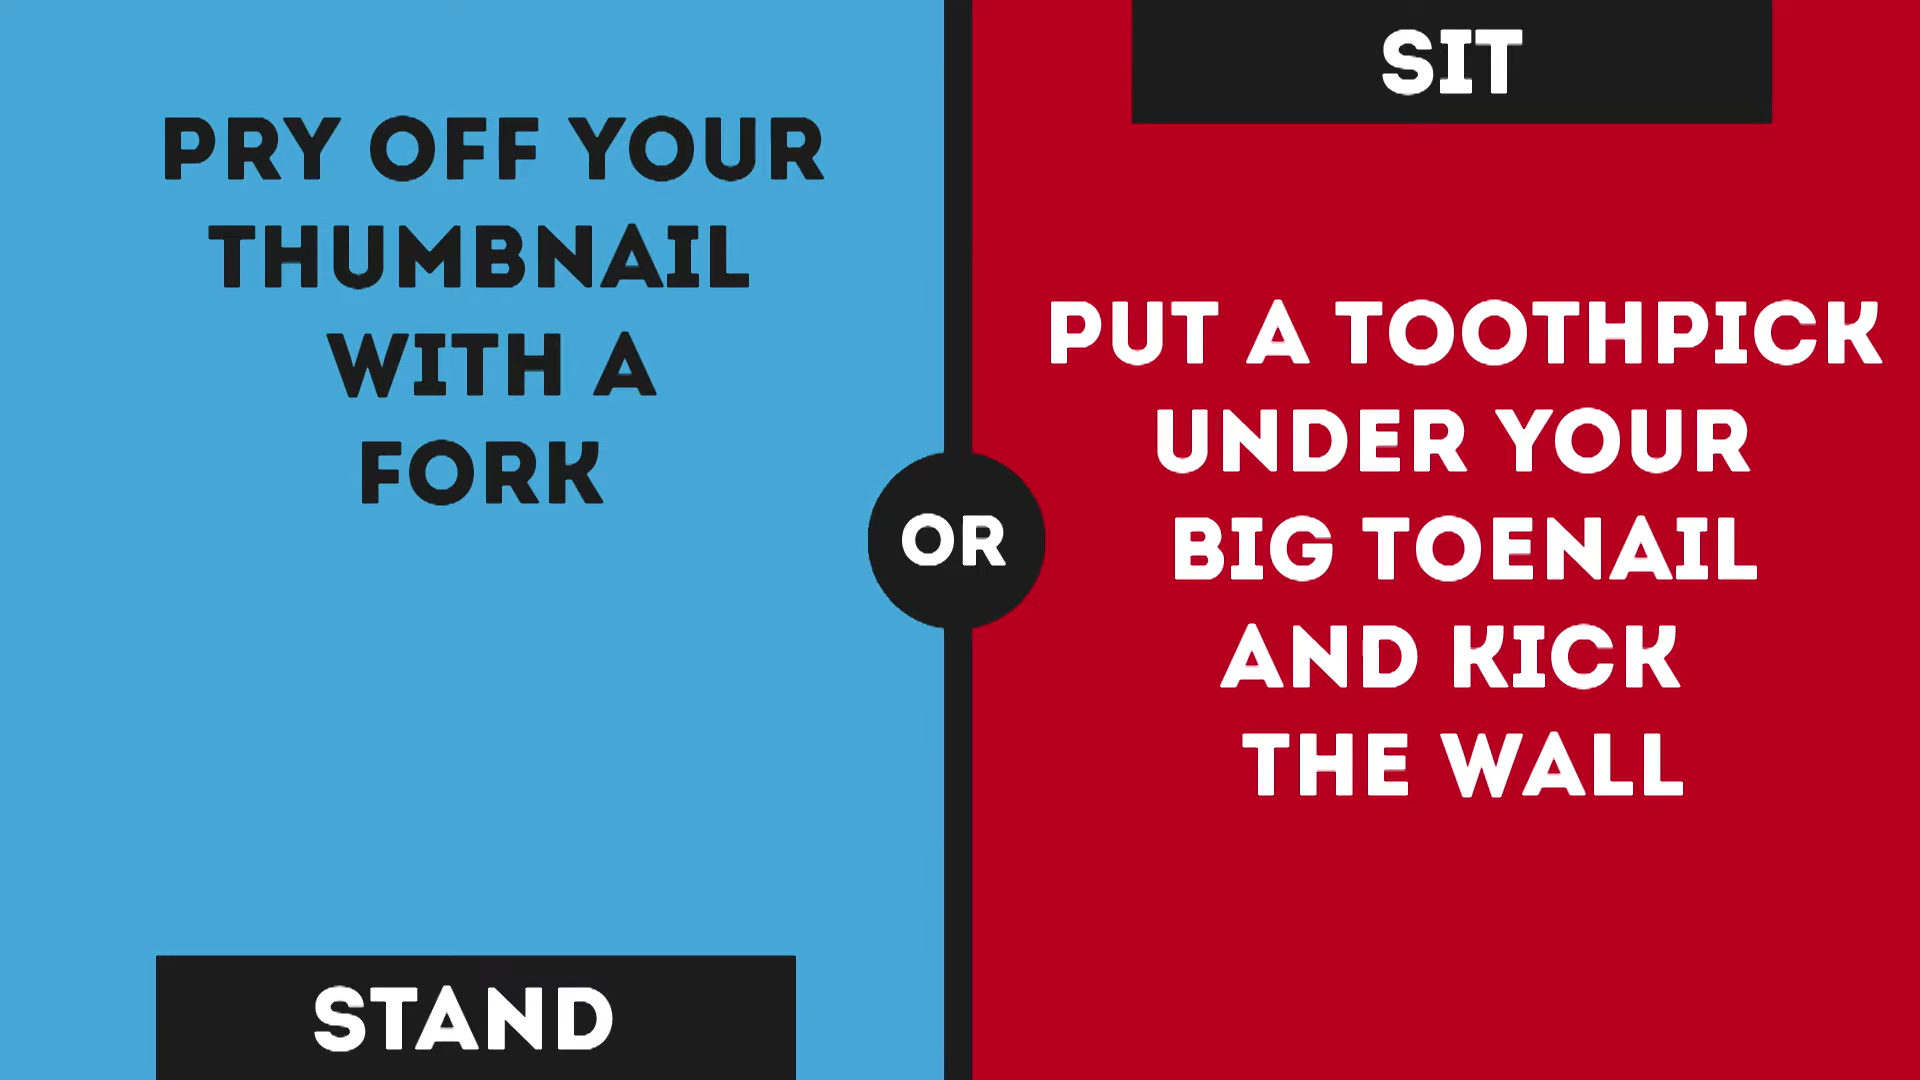 PRY OFF YOUR
THUMBNAIL
WITH A
FORK
STAND
OR
SIT
PUT A TOOTHPICK
UNDER YOUR
BIG TOENAIL
AND KICK
THE WALL